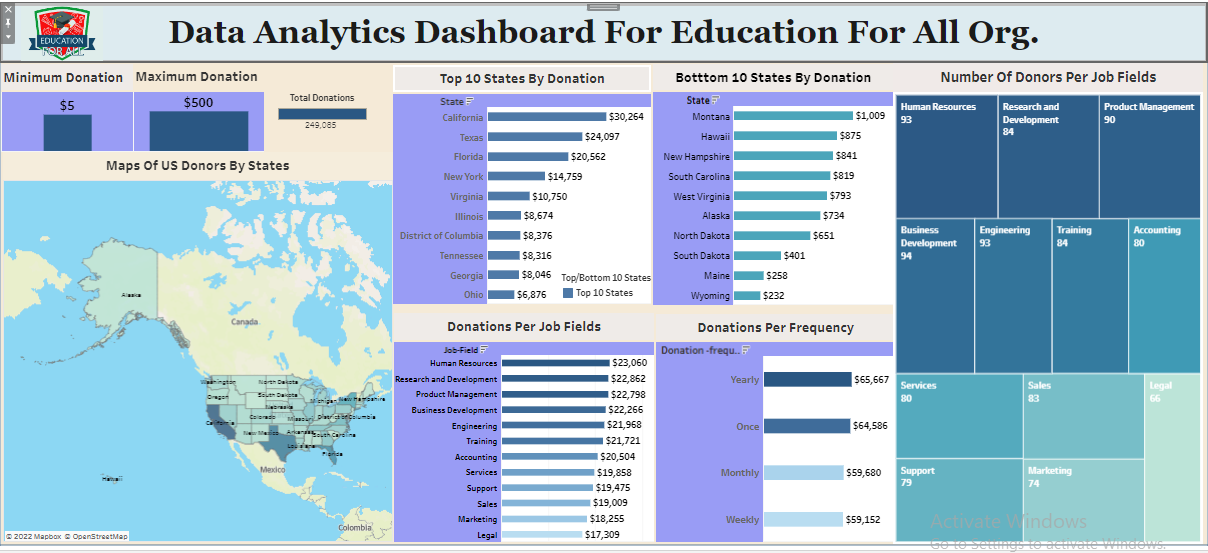 EDUCATION
FOR ALL
Data Analytics Dashboard For Education For All Org.
Minimum Donation
Maximum Donation
$5
$500
Total Donations
249,085
Maps Of US Donors By States
Alaska
Canada
Washington
North Dakota
Oregon
South Dakota
Michigan
New Hampshire
Nebraska
Colorado
Missouri
District of Columbia
California
New Mexico
Arkansas
South Carolina
Louisiana
Florida
Mexico
Hawaii
Colombia
© 2022 Mapbox © OpenStreetMap
Top 10 States By Donation
State
California $30,264
Texas $24,097
Florida $20,562
New York $14,759
Virginia $10,750
Illinois $8,674
District of Columbia $8,376
Tennessee $8,316
Georgia $8,046
Ohio $6,876
Top/Bottom 10 States
Top 10 States
Botttom 10 States By Donation
State
Montana $1,009
Hawaii $875
New Hampshire $841
South Carolina $819
West Virginia $793
Alaska $734
North Dakota $651
South Dakota $401
Maine $258
Wyoming $232
Donations Per Job Fields
Job-Field
Human Resources $23,060
Research and Development $22,862
Product Management $22,798
Business Development $22,266
Engineering $21,968
Training $21,721
Accounting $20,504
Services $19,858
Support $19,475
Sales $19,009
Marketing $18,255
Legal $17,309
Donations Per Frequency
Donation -frequ..
Yearly $65,667
Once $64,586
Monthly $59,680
Weekly $59,152
Number Of Donors Per Job Fields
Human Resources
93
Research and
Development
84
Product Management
90
Business
Development
94
Engineering
93
Training
84
Accounting
80
Services
80
Sales
83
Legal
66
Support
79
Marketing
74
Activate Windows
Go to Settings to activate Windows.